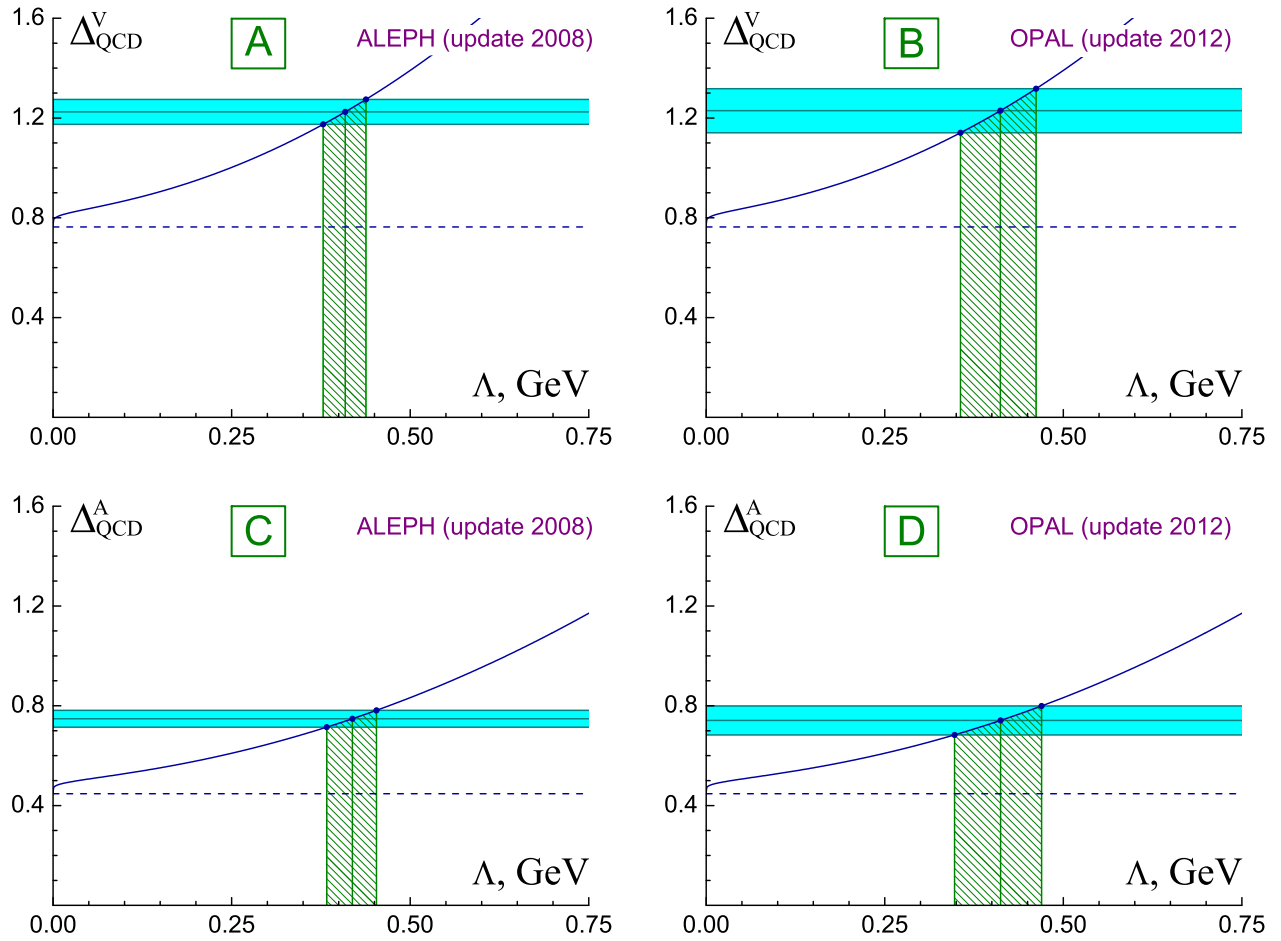 1.6
Δ^V_QCD
A
ALEPH (update 2008)
1.2
0.8
0.4
Λ, GeV
0.00 0.25 0.50 0.75
1.6
Δ^V_QCD
B
OPAL (update 2012)
1.2
0.8
0.4
Λ, GeV
0.00 0.25 0.50 0.75
1.6
Δ^A_QCD
C
ALEPH (update 2008)
1.2
0.8
0.4
Λ, GeV
0.00 0.25 0.50 0.75
1.6
Δ^A_QCD
D
OPAL (update 2012)
1.2
0.8
0.4
Λ, GeV
0.00 0.25 0.50 0.75